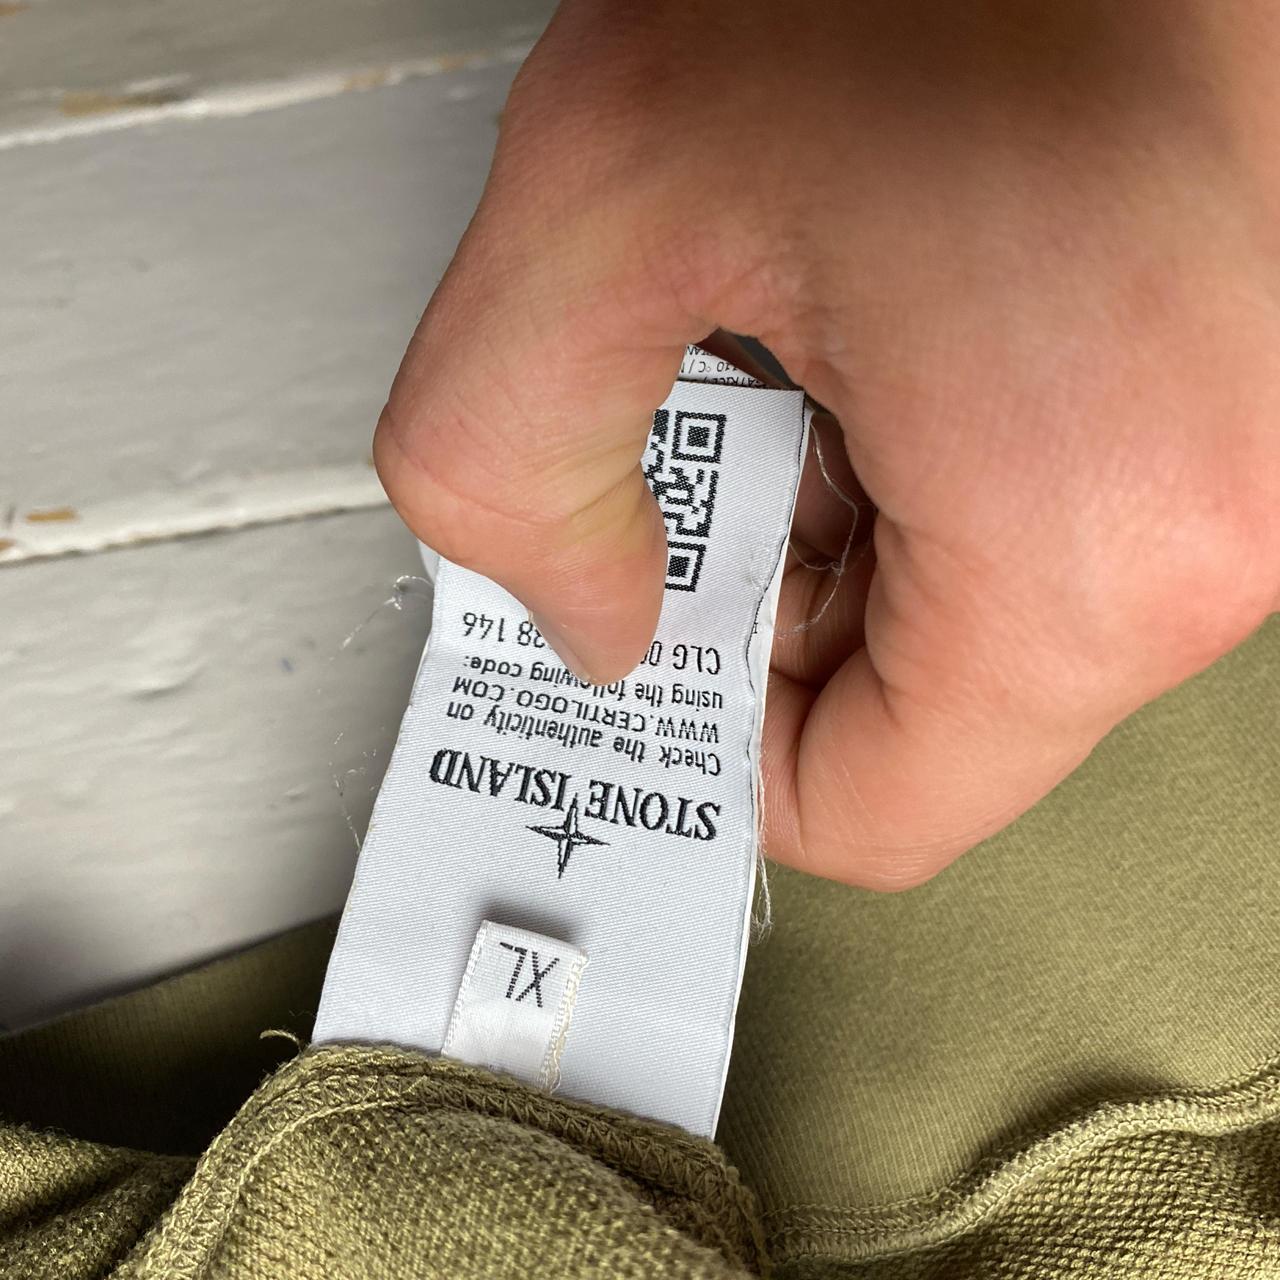 XL
STONE ISLAND
Check the authenticity on
WWW.CERTILOGO.COM
using the following code:
CLG 146